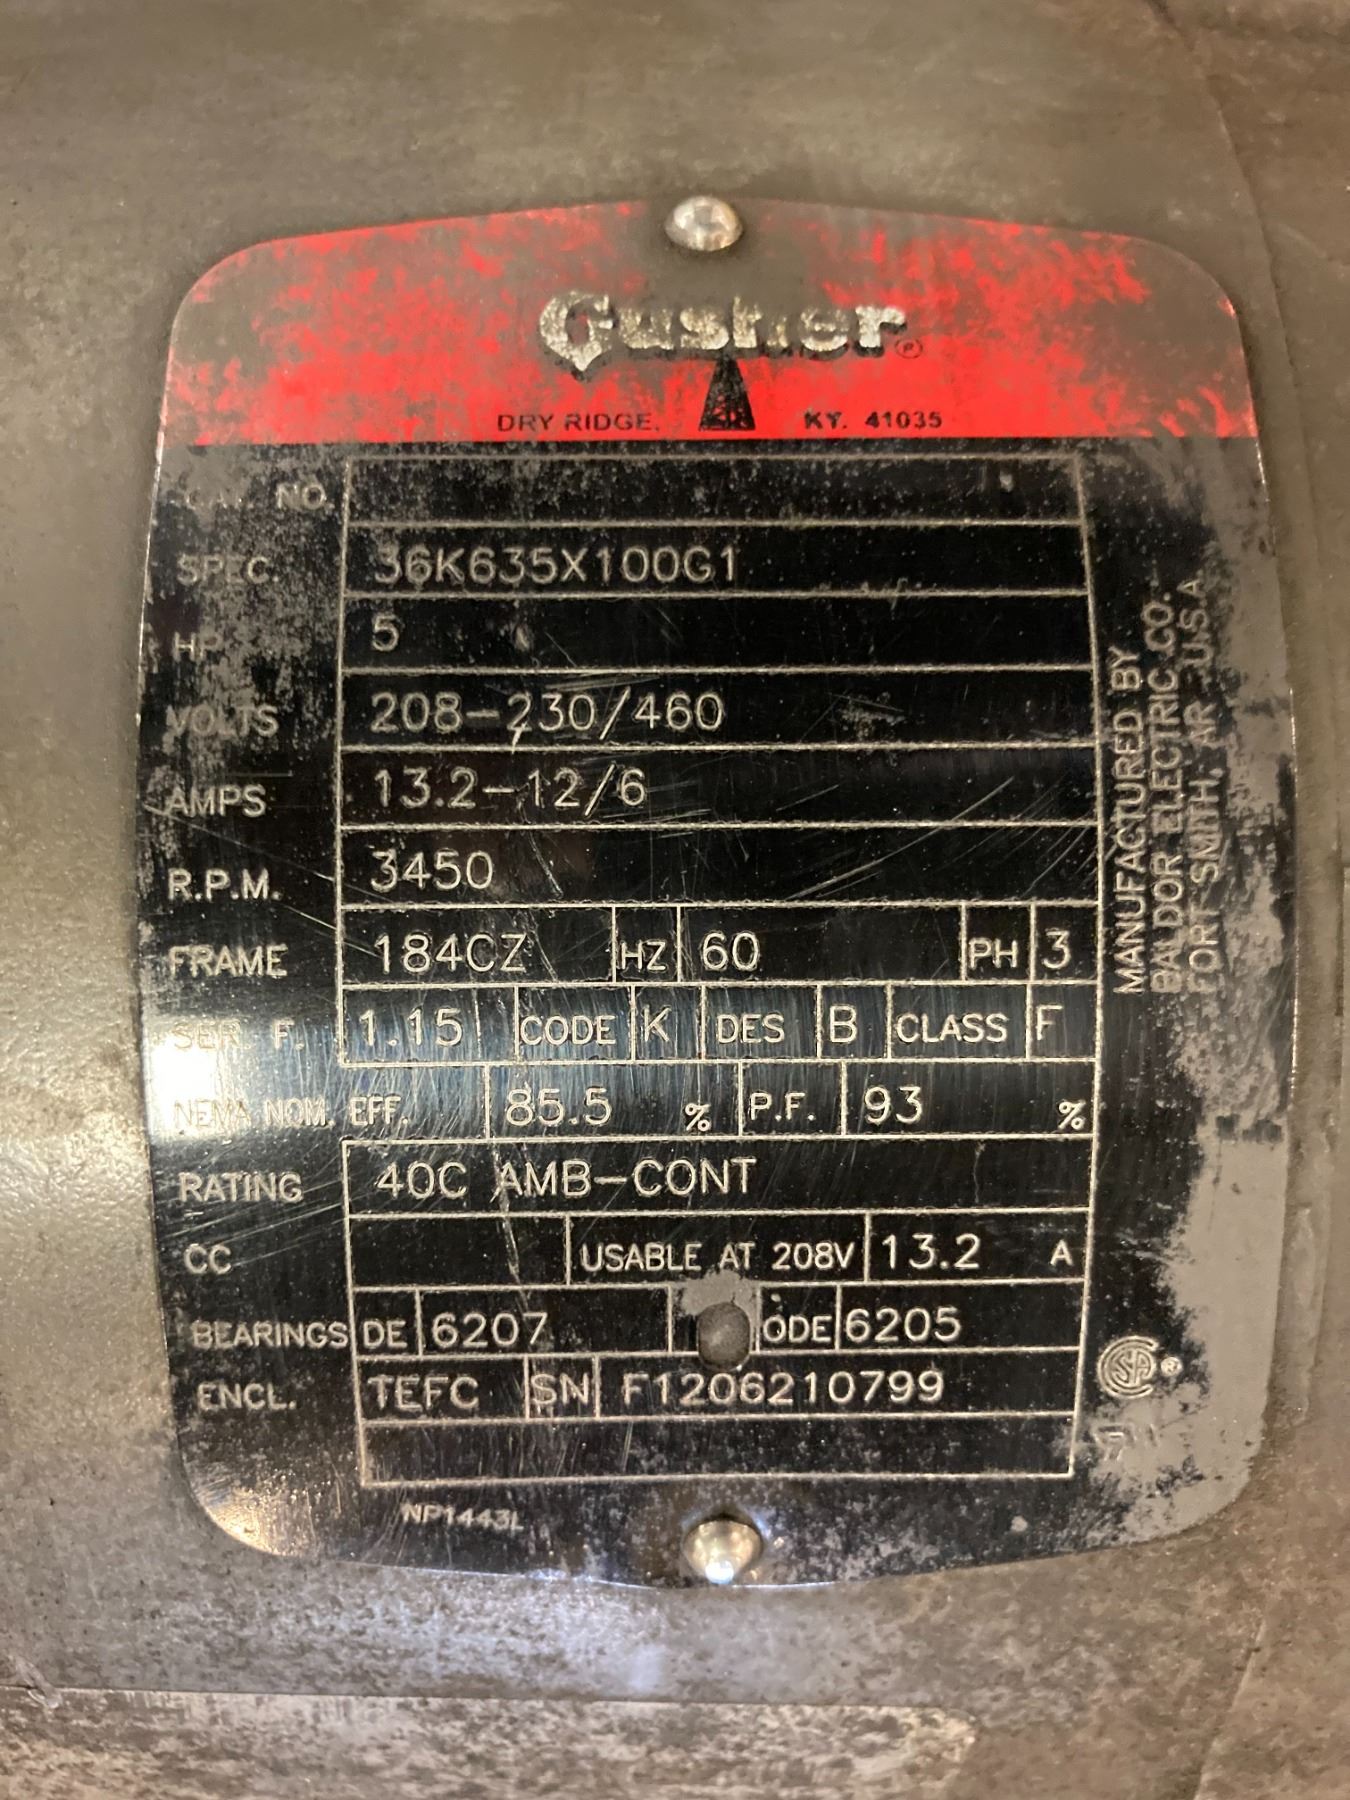 Gusher ®
DRY RIDGE, KY. 41035
CAT. NO.
SPEC. 36K635X100G1
HP 5
VOLTS 208-230/460
AMPS 13.2-12/6
R.P.M. 3450
FRAME 184CZ HZ 60 PH 3
SER. F. 1.15 CODE K DES B CLASS F
NEMA NOM. EFF. 85.5 % P.F. 93 %
RATING 40C AMB-CONT
CC USABLE AT 208V 13.2 A
BEARINGS DE 6207 ODE 6205
ENCL. TEFC SN F1206210799
NP1443L
MANUFACTURED BY
BALDOR ELECTRIC CO.
FORT SMITH, AR U.S.A
®